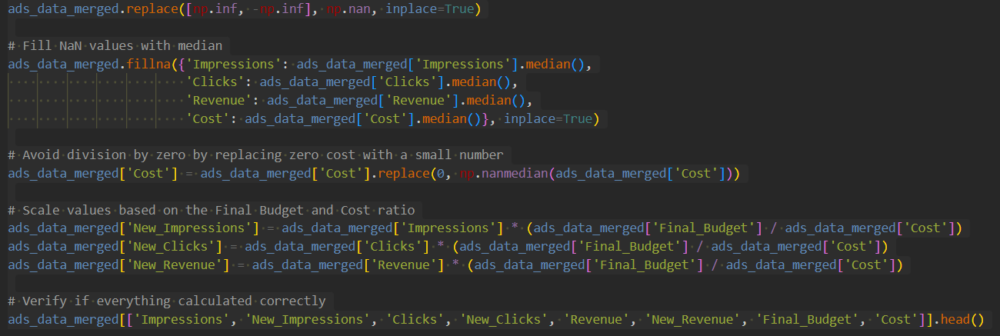 ads_data_merged.replace([np.inf, -np.inf], np.nan, inplace=True)
# Fill NaN values with median
ads_data_merged.fillna({'Impressions': ads_data_merged['Impressions'].median(),
'Clicks': ads_data_merged['Clicks'].median(),
'Revenue': ads_data_merged['Revenue'].median(),
'Cost': ads_data_merged['Cost'].median()}, inplace=True)
# Avoid division by zero by replacing zero cost with a small number
ads_data_merged['Cost'] = ads_data_merged['Cost'].replace(0, np.nanmedian(ads_data_merged['Cost']))
# Scale values based on the Final Budget and Cost ratio
ads_data_merged['New_Impressions'] = ads_data_merged['Impressions'] * (ads_data_merged['Final_Budget'] / ads_data_merged['Cost'])
ads_data_merged['New_Clicks'] = ads_data_merged['Clicks'] * (ads_data_merged['Final_Budget'] / ads_data_merged['Cost'])
ads_data_merged['New_Revenue'] = ads_data_merged['Revenue'] * (ads_data_merged['Final_Budget'] / ads_data_merged['Cost'])
# Verify if everything calculated correctly
ads_data_merged[['Impressions', 'New_Impressions', 'Clicks', 'New_Clicks', 'Revenue', 'New_Revenue', 'Final_Budget', 'Cost']].head()